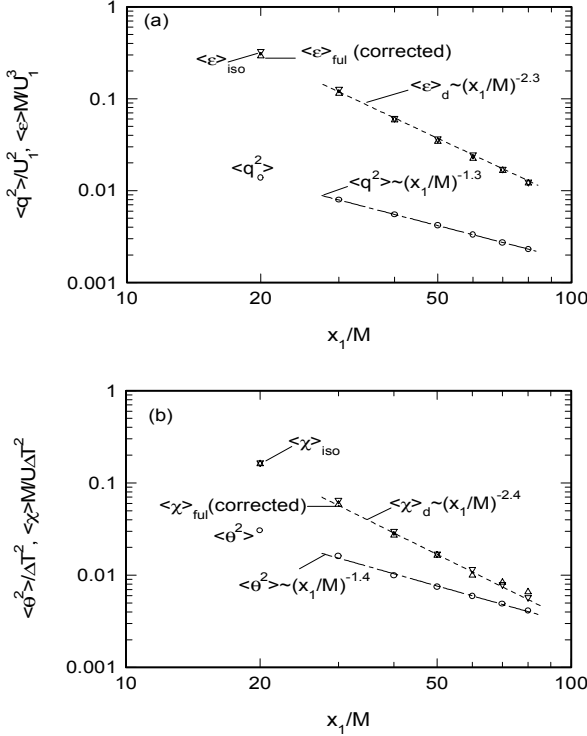 (a)
1
<ε>iso
<ε>ful (corrected)
<ε>d~(x1/M)-2.3
0.1
<q2>
<q2>~(x1/M)-1.3
0.01
0.001
10 20 50 100
x1/M
<q2>/U12, <ε>M/U13
(b)
1
<χ>iso
0.1
<χ>ful(corrected)
<χ>d~(x1/M)-2.4
<θ2>
<θ2>~(x1/M)-1.4
0.01
0.001
10 20 50 100
x1/M
<θ2>/ΔT2, <χ>M/UΔT2